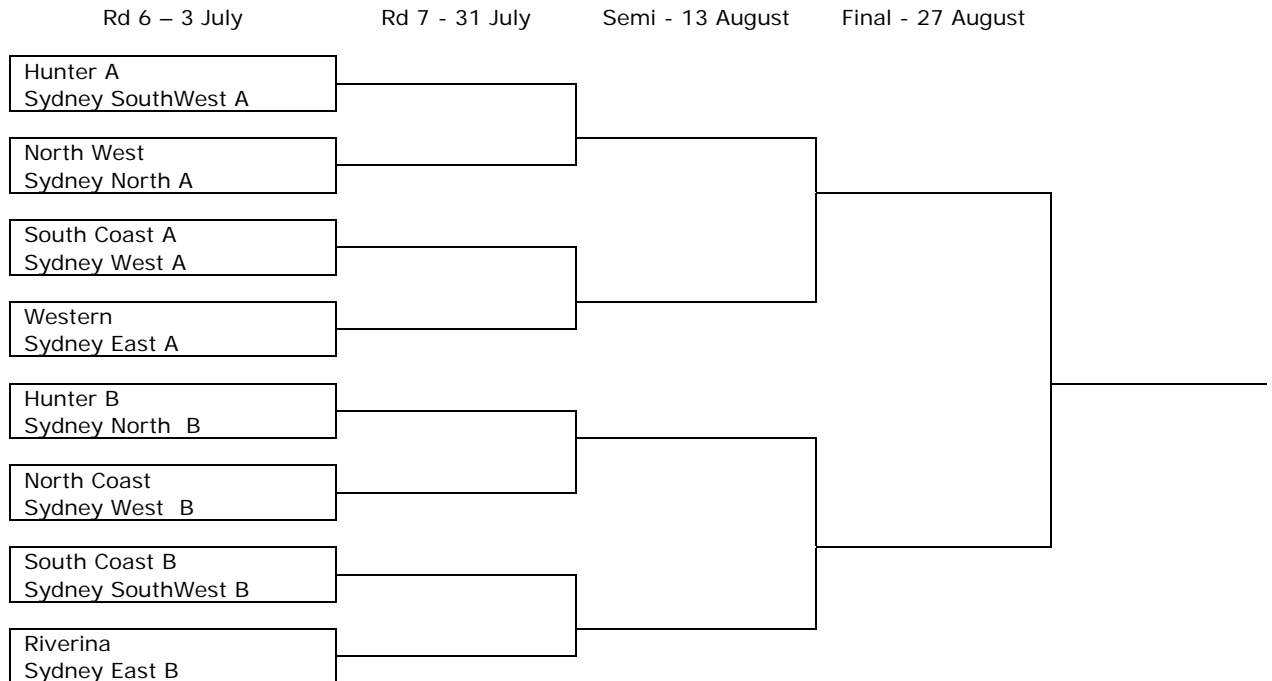 Rd 6 – 3 July Rd 7 - 31 July Semi - 13 August Final - 27 August
Hunter A
Sydney SouthWest A
North West
Sydney North A
South Coast A
Sydney West A
Western
Sydney East A
Hunter B
Sydney North  B
North Coast
Sydney West  B
South Coast B
Sydney SouthWest B
Riverina
Sydney East B